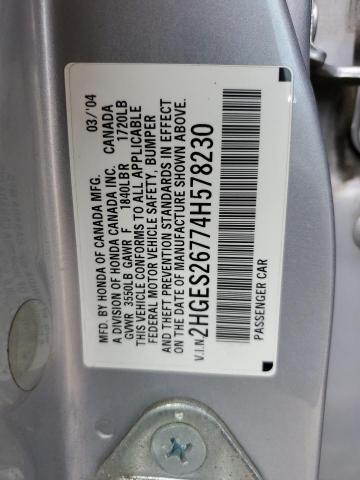 MFD. BY HONDA OF CANADA MFG. 03/'04
A DIVISION OF HONDA CANADA INC. CANADA
GVWR 3550LB GAWR F 1840LBR 1720LB
THIS VEHICLE CONFORMS TO ALL APPLICABLE
FEDERAL MOTOR VEHICLE SAFETY, BUMPER
AND THEFT PREVENTION STANDARDS IN EFFECT
ON THE DATE OF MANUFACTURE SHOWN ABOVE.
V.I.N. 2HGES26774H578230
PASSENGER CAR